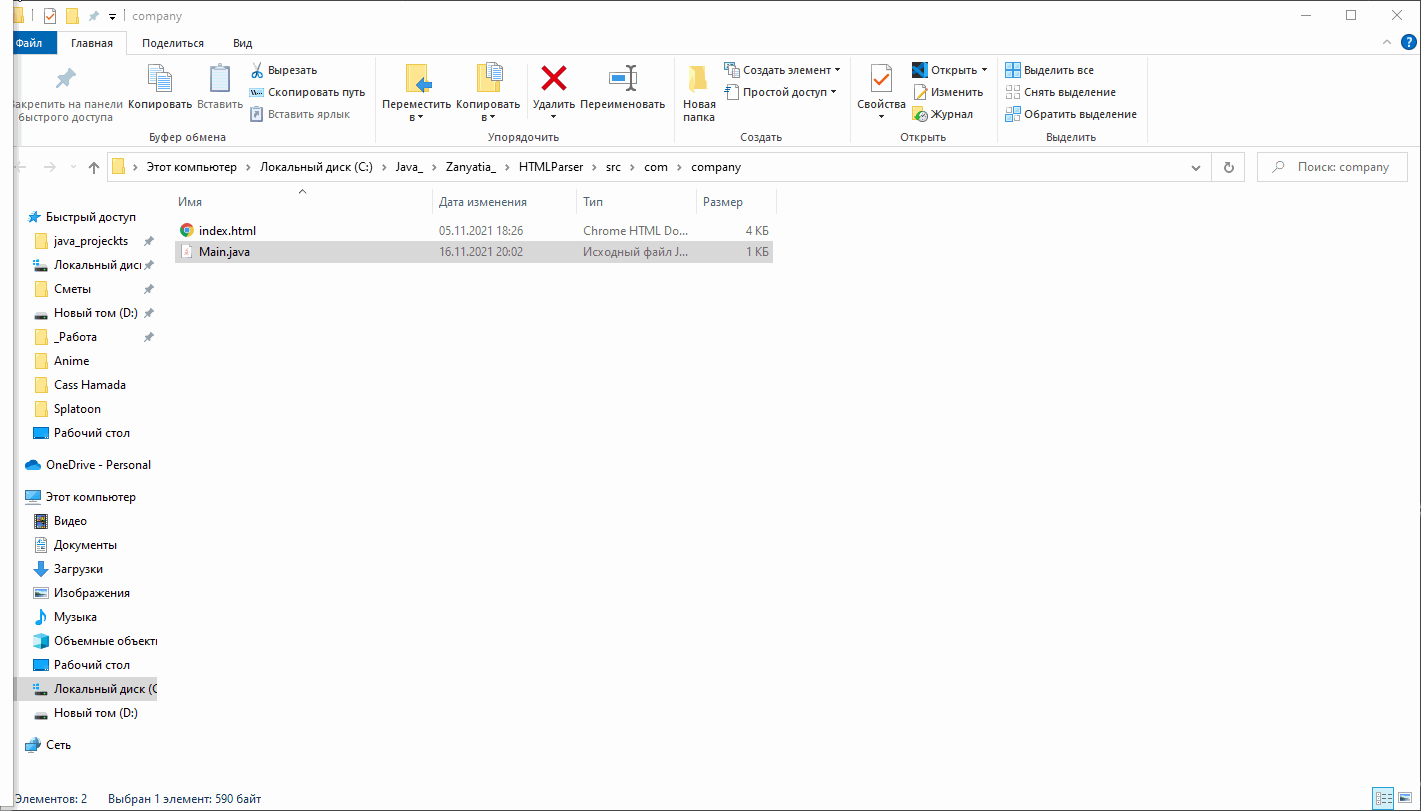 company
Файл Главная Поделиться Вид
Закрепить на панели быстрого доступа
Копировать
Вставить
Вырезать
Скопировать путь
Вставить ярлык
Буфер обмена
Переместить в
Копировать в
Удалить
Переименовать
Упорядочить
Новая папка
Создать элемент
Простой доступ
Создать
Свойства
Открыть
Изменить
Журнал
Открыть
Выделить все
Снять выделение
Обратить выделение
Выделить
Этот компьютер > Локальный диск (C:) > Java_ > Zanyatia_ > HTMLParser > src > com > company
Поиск: company
Имя Дата изменения Тип Размер
index.html 05.11.2021 18:26 Chrome HTML Do... 4 КБ
Main.java 16.11.2021 20:02 Исходный файл J... 1 КБ
Быстрый доступ
java_projeckts
Локальный дис
Сметы
Новый том (D:)
_Работа
Anime
Cass Hamada
Splatoon
Рабочий стол
OneDrive - Personal
Этот компьютер
Видео
Документы
Загрузки
Изображения
Музыка
Объемные объект
Рабочий стол
Локальный диск (C
Новый том (D:)
Сеть
Элементов: 2 Выбран 1 элемент: 590 байт